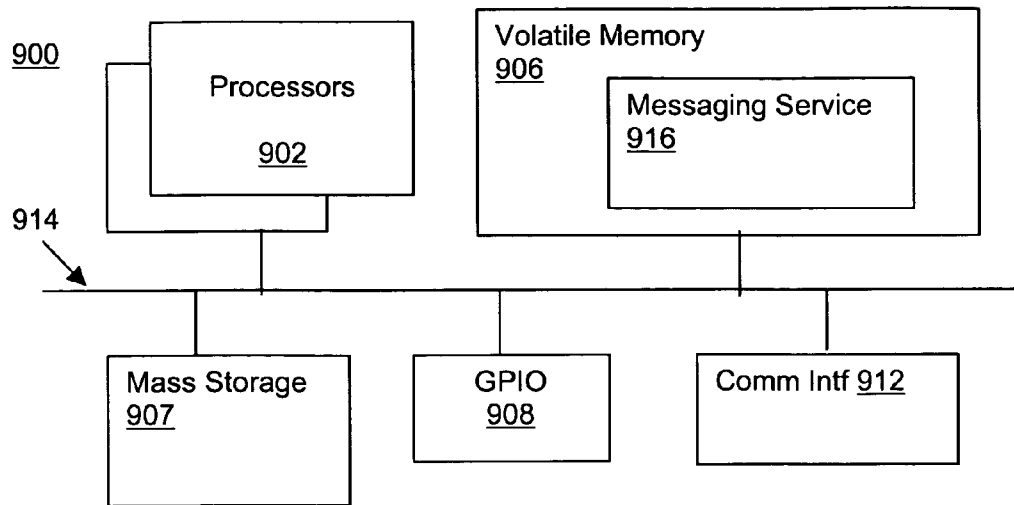 900
Processors
902
Volatile Memory
906
Messaging Service
916
914
Mass Storage
907
GPIO
908
Comm Intf 912